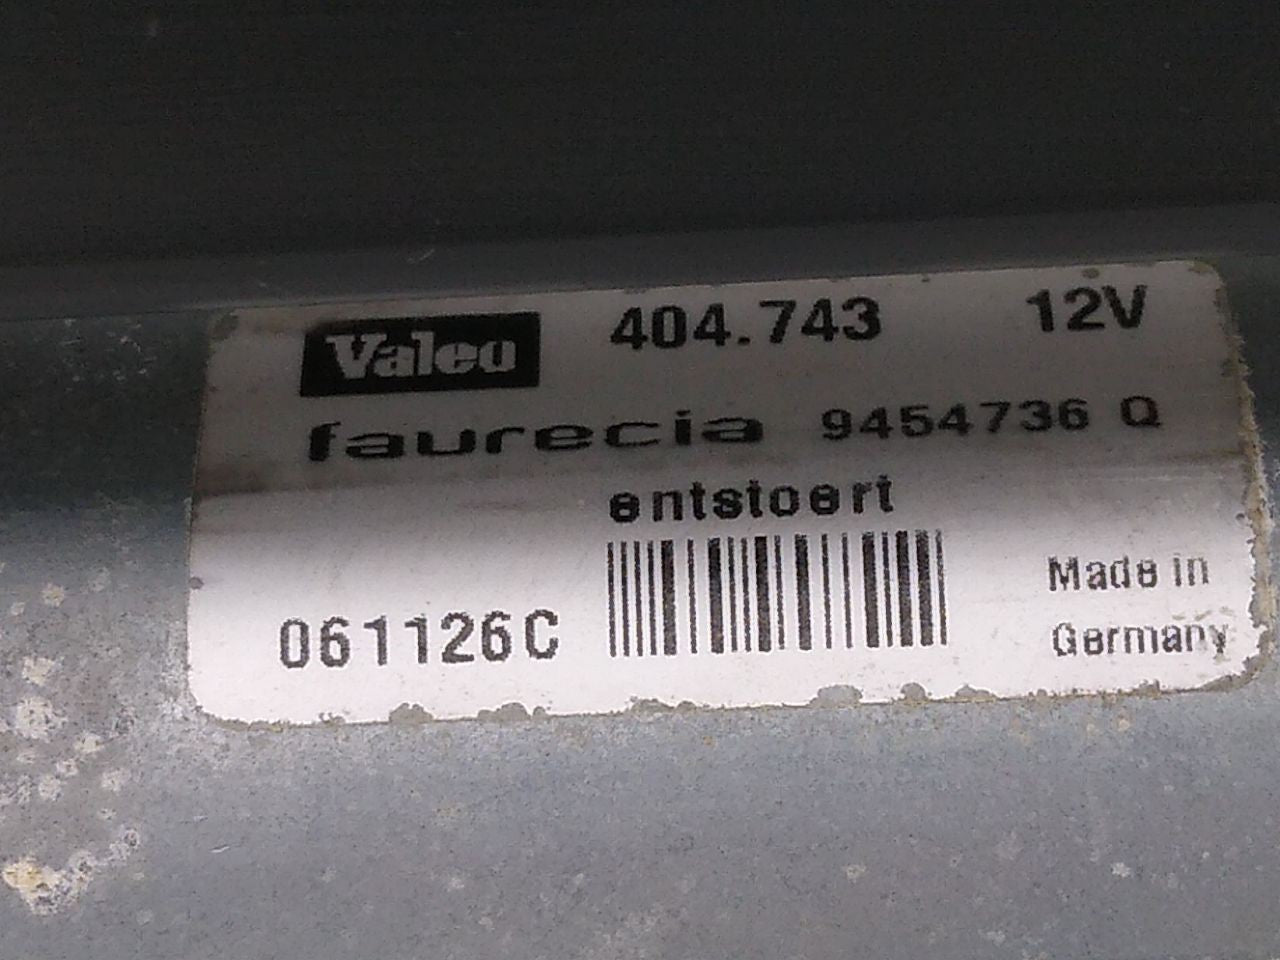 Valeo 404.743 12V
faurecia 9454736 Q
entstoert
061126C Made in
Germany